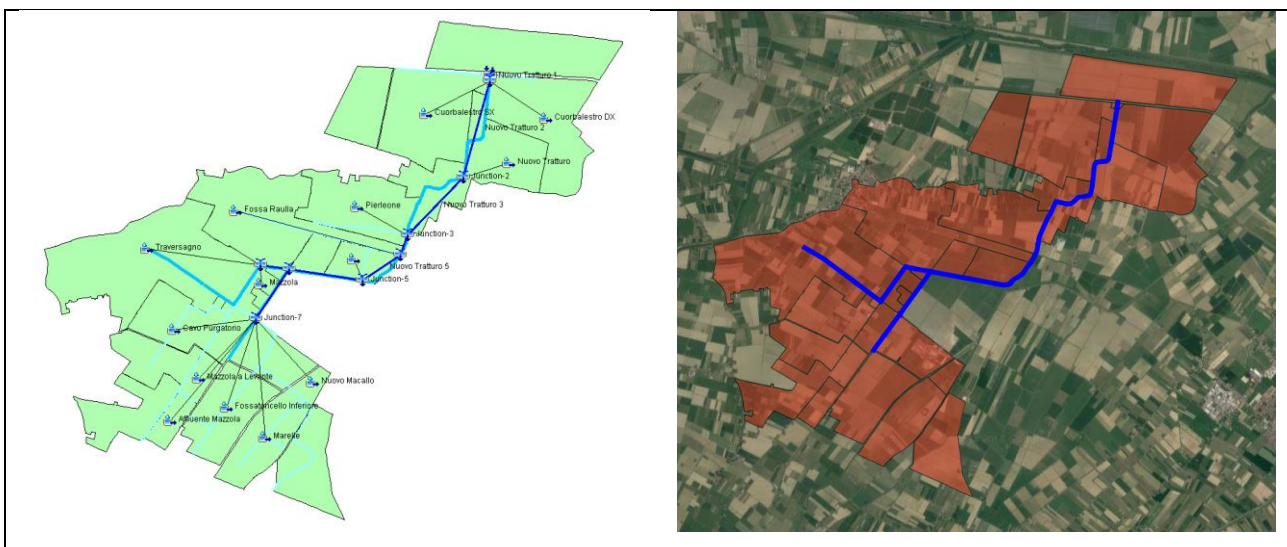 Nuovo Tratturo 1
Cuorbalestro SX
Cuorbalestro DX
Nuovo Tratturo 2
Nuovo Tratturo
Junction-2
Pierleone
Fossa Raulla
Nuovo Tratturo 3
Junction-3
Traversagno
Nuovo Tratturo 5
Junction-5
Mazzola
Junction-7
Cavo Purgatorio
Mazzola a Levante
Nuovo Macallo
Fossatoncello Inferiore
Affluente Mazzola
Marelle